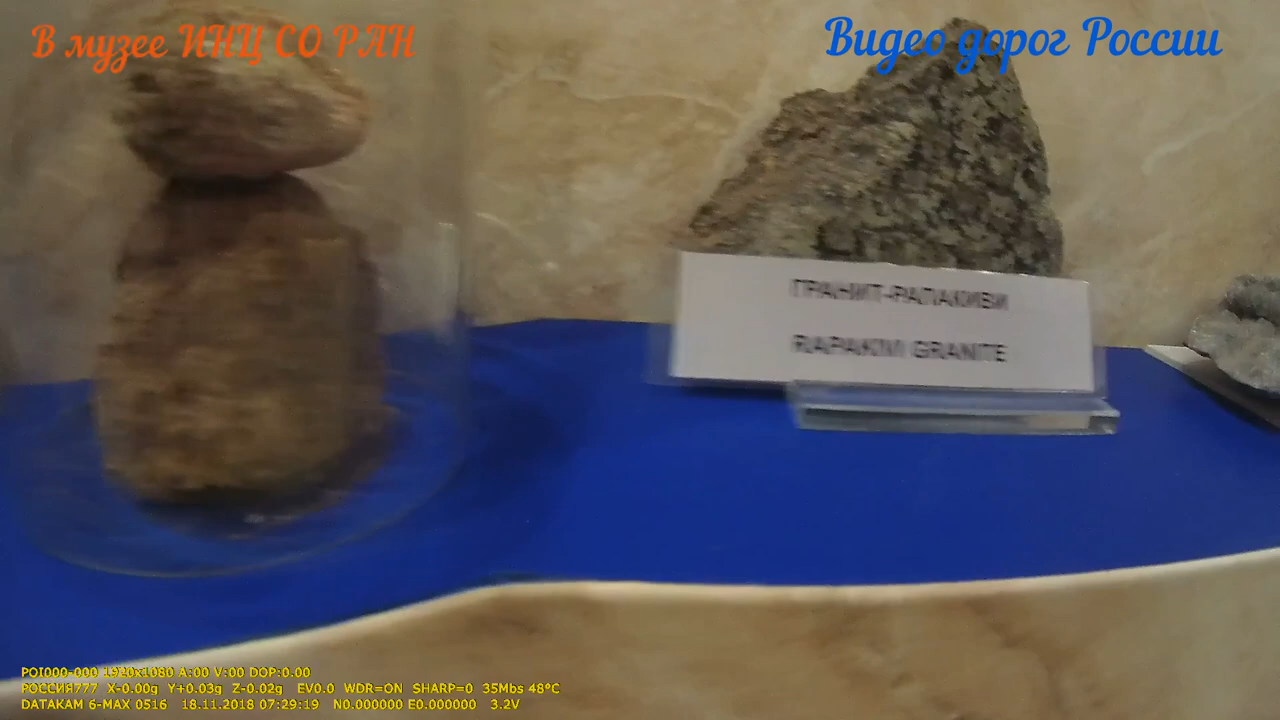 В музее ИНЦ СО РАН
Видео дорог России
ГРАНИТ-РАПАКИВИ
RAPAKIVI GRANITE
POI000-000 1920x1080 A:00 V:00 DOP:0.00
РОССИЯ777 X-0.00g Y+0.03g Z-0.02g EV0.0 WDR=ON SHARP=0 35Mbs 48°C
DATAKAM 6-MAX 0516 18.11.2018 07:29:19 N0.000000 E0.000000 3.2V